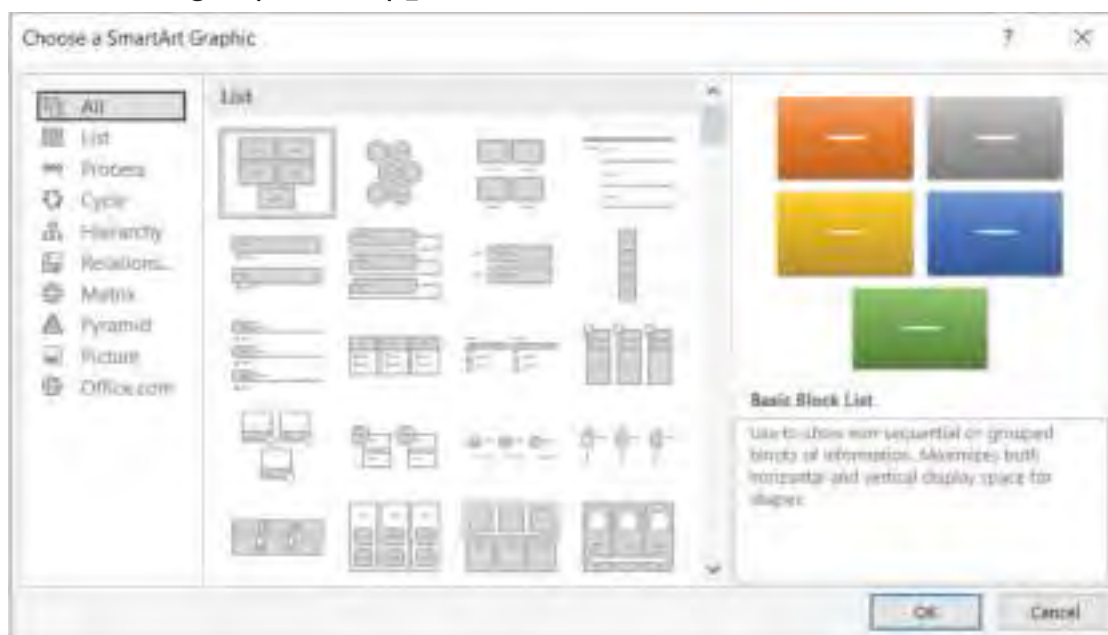 Choose a SmartArt Graphic
?
All
List
Process
Cycle
Hierarchy
Relations...
Matrix
Pyramid
Picture
Office.com
List
Basic Block List
Use to show non-sequential or grouped
blocks of information. Maximizes both
horizontal and vertical display space for
shapes.
OK
Cancel